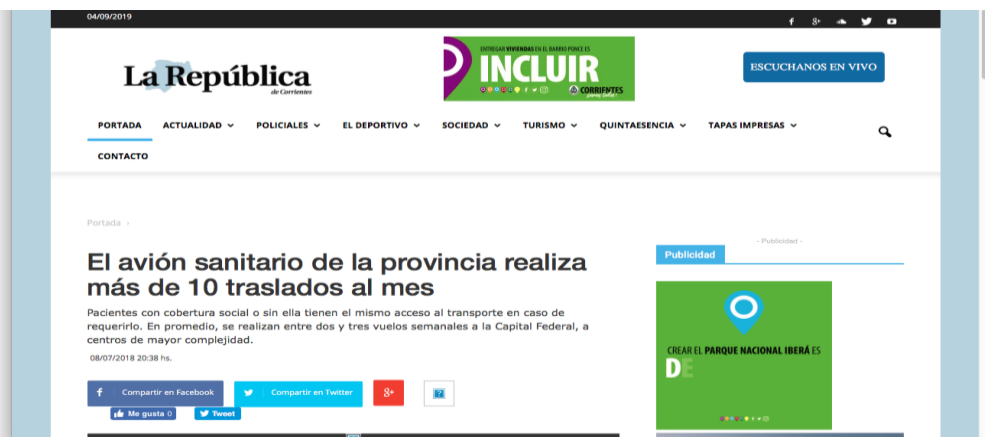 04/09/2019
La República
de Corrientes
ENTREGAR VIVIENDAS EN EL BARRIO PONCE ES
INCLUIR
CORRIENTES
ESCUCHANOS EN VIVO
PORTADA ACTUALIDAD POLICIALES EL DEPORTIVO SOCIEDAD TURISMO QUINTAESENCIA TAPAS IMPRESAS
CONTACTO
Portada ›
- Publicidad -
Publicidad
El avión sanitario de la provincia realiza
más de 10 traslados al mes
Pacientes con cobertura social o sin ella tienen el mismo acceso al transporte en caso de
requerirlo. En promedio, se realizan entre dos y tres vuelos semanales a la Capital Federal, a
centros de mayor complejidad.
08/07/2018 20:38 hs.
CREAR EL PARQUE NACIONAL IBERÁ ES
DE
Compartir en Facebook Compartir en Twitter 8+
Me gusta 0 Tweet